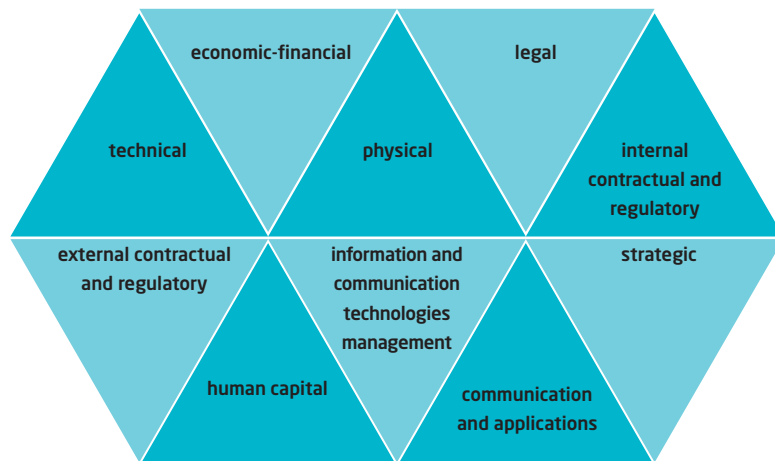 economic-financial
legal
technical
physical
internal
contractual and
regulatory
external contractual
and regulatory
information and
communication
technologies
management
strategic
human capital
communication
and applications